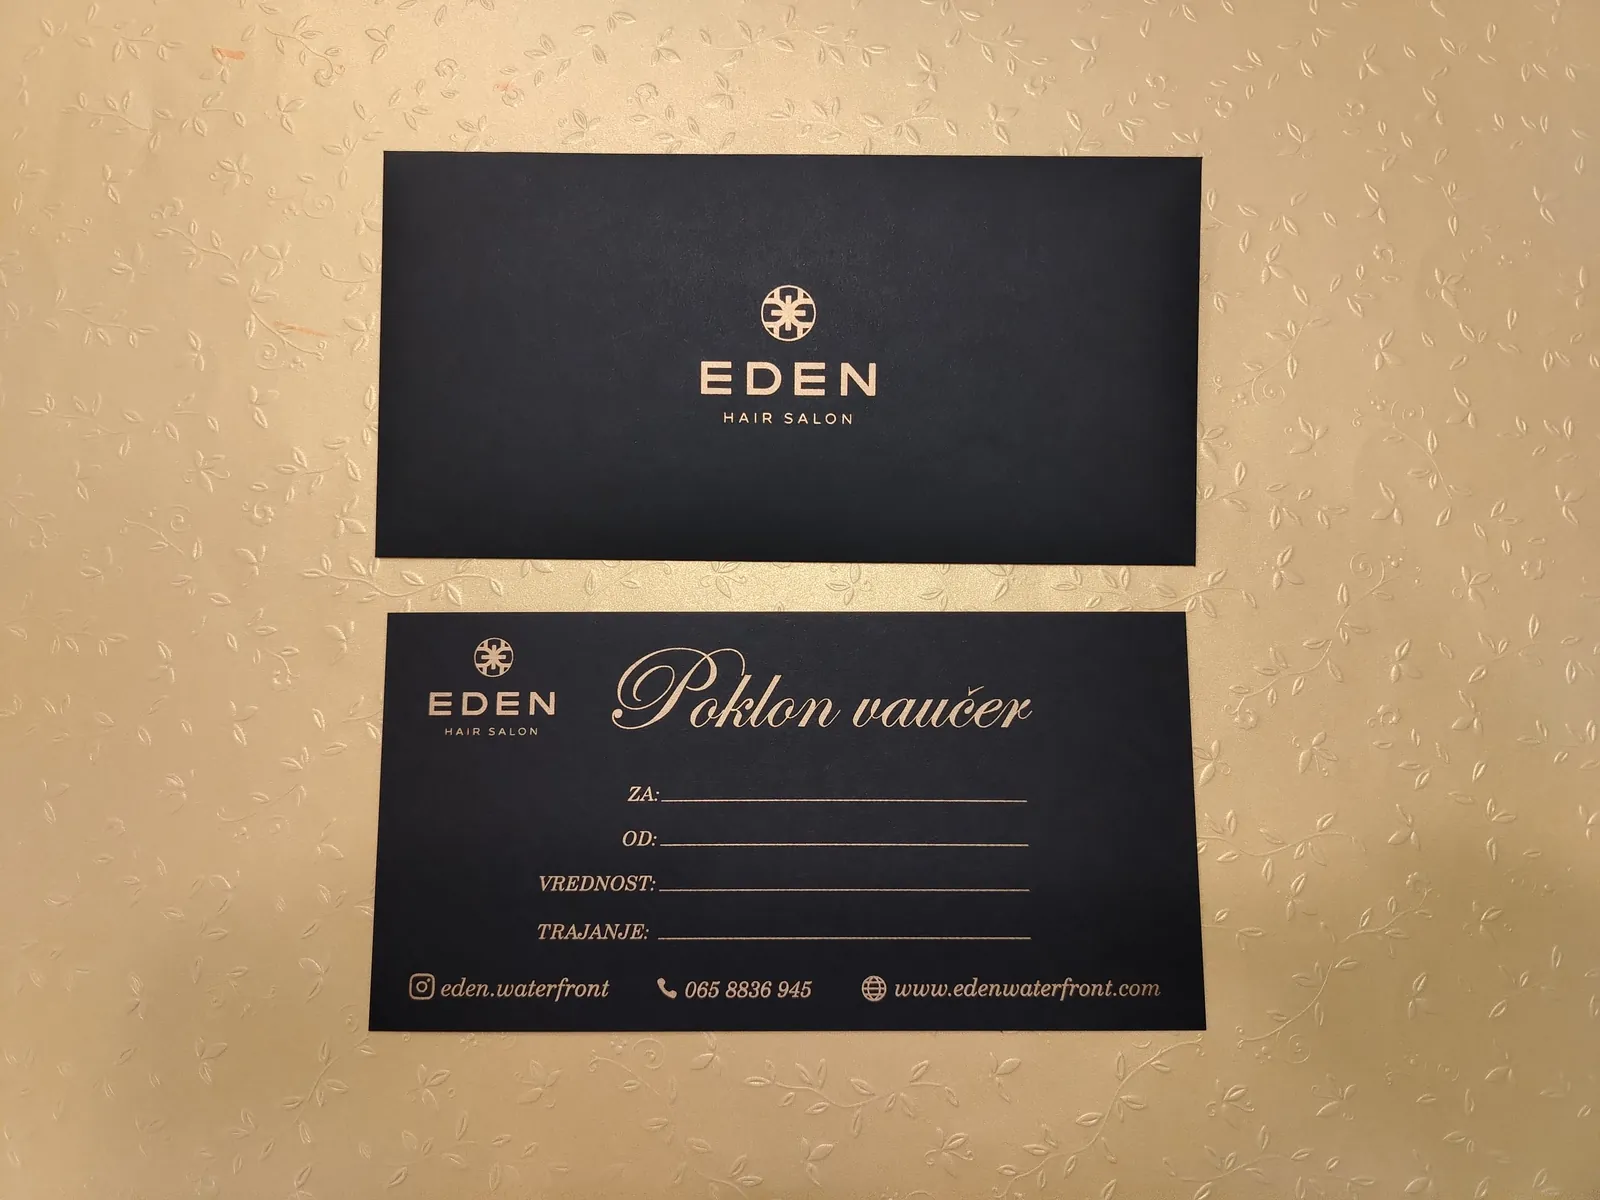 EDEN
HAIR SALON
EDEN
HAIR SALON
Poklon vaučer
ZA:
OD:
VREDNOST:
TRAJANJE:
eden.waterfront
065 8836 945
www.edenwaterfront.com